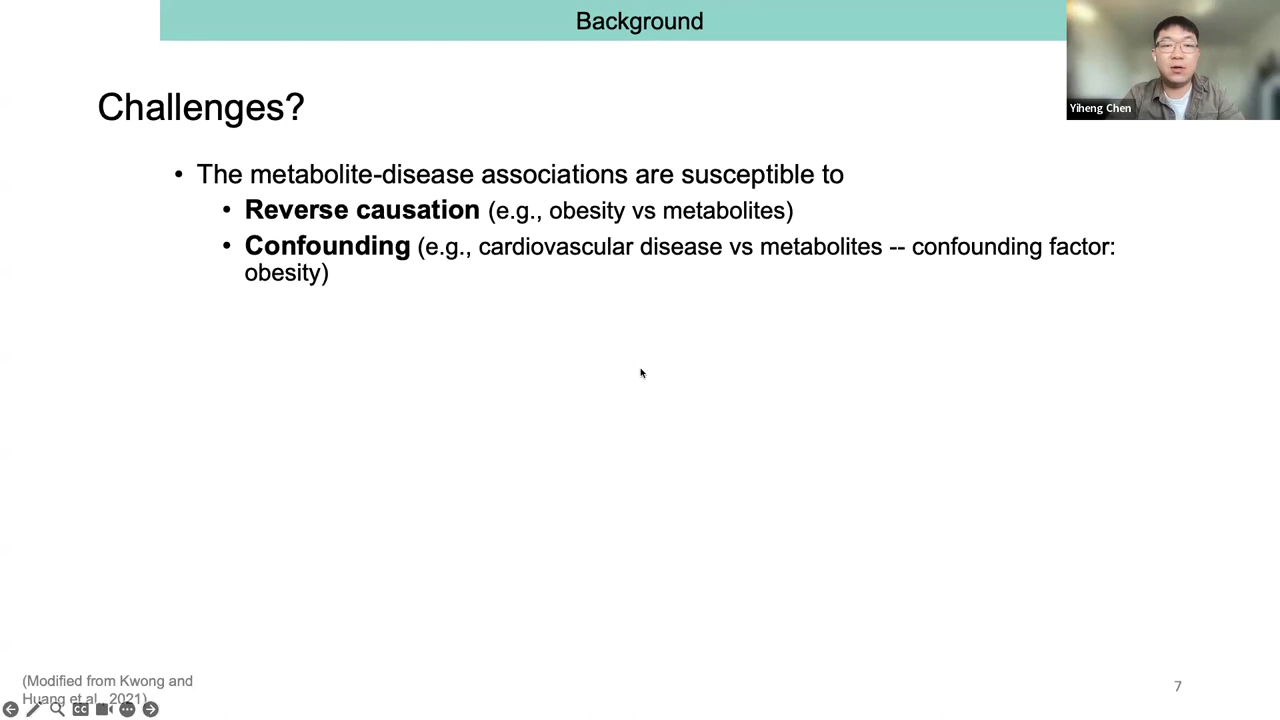 Background
Yiheng Chen
Challenges?
• The metabolite-disease associations are susceptible to
• Reverse causation (e.g., obesity vs metabolites)
• Confounding (e.g., cardiovascular disease vs metabolites -- confounding factor:
obesity)
(Modified from Kwong and
Huang et al., 2021)
CC
7